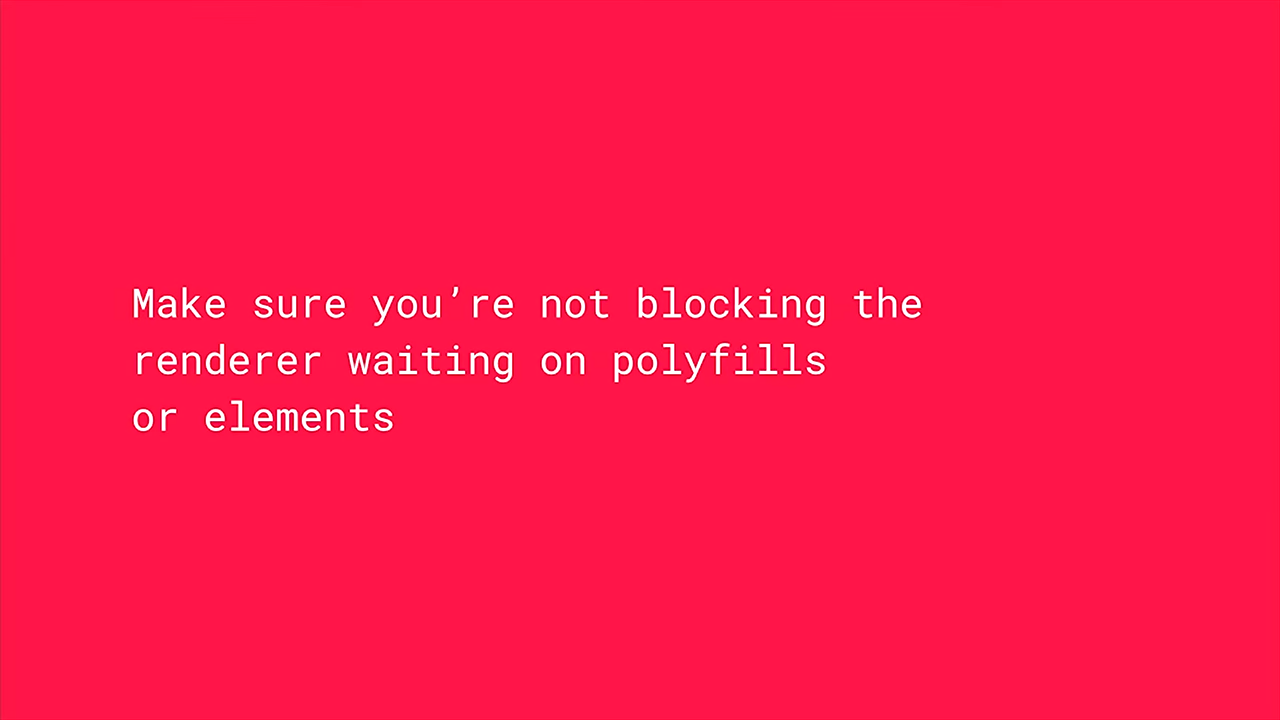 Make sure you’re not blocking the
renderer waiting on polyfills
or elements